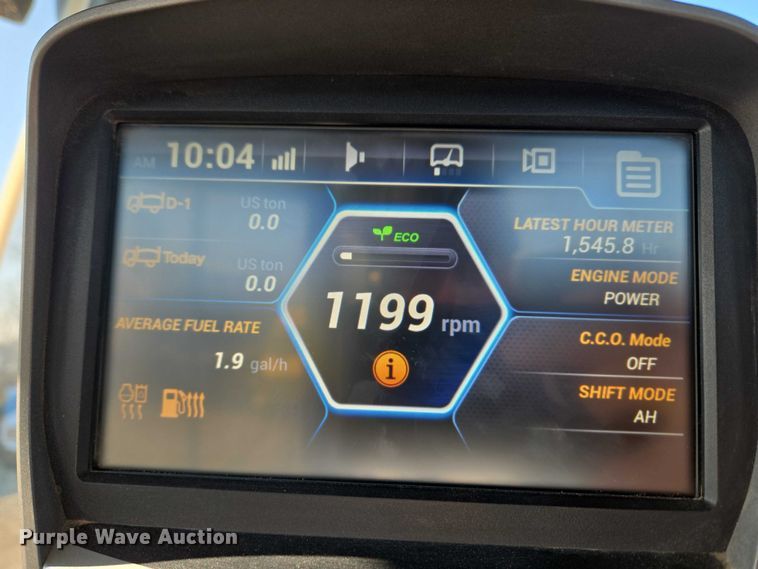 AM 10:04
D-1 US ton
0.0
Today US ton
0.0
AVERAGE FUEL RATE
1.9 gal/h
ECO
1199 rpm
i
LATEST HOUR METER
1,545.8 Hr
ENGINE MODE
POWER
C.C.O. Mode
OFF
SHIFT MODE
AH
Purple Wave Auction